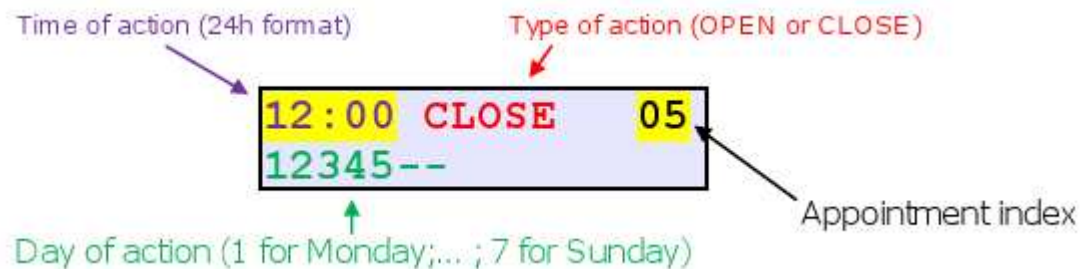 Time of action (24h format)
Type of action (OPEN or CLOSE)
12:00 CLOSE 05
12345--
Appointment index
Day of action (1 for Monday;... ; 7 for Sunday)